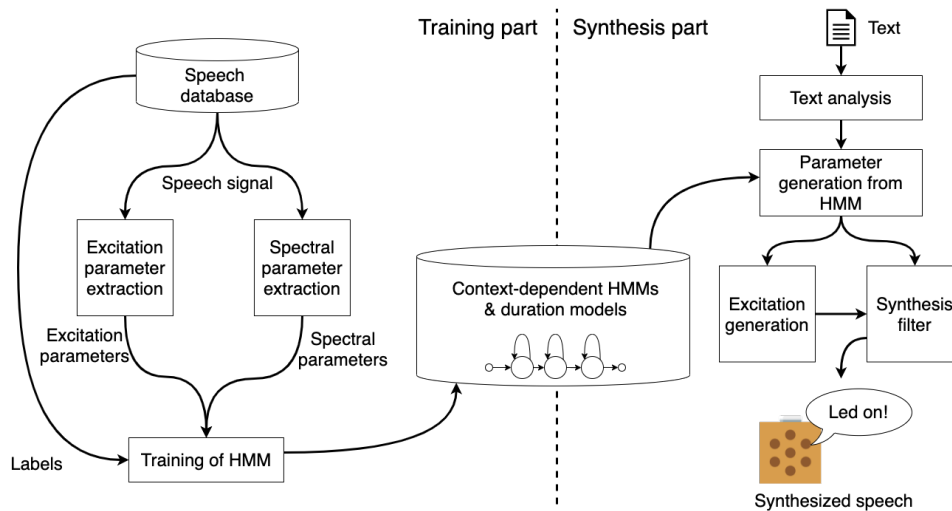 Training part
Synthesis part
Speech
database
Speech signal
Excitation
parameter
extraction
Spectral
parameter
extraction
Excitation
parameters
Spectral
parameters
Labels
Training of HMM
Context-dependent HMMs
& duration models
Text
Text analysis
Parameter
generation from
HMM
Excitation
generation
Synthesis
filter
Led on!
Synthesized speech